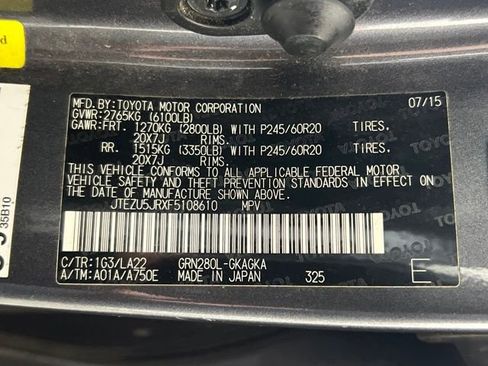 MFD.BY:TOYOTA MOTOR CORPORATION 07/15
GVWR:2765KG (6100LB)
GAWR:FRT. 1270KG (2800LB) WITH P245/60R20 TIRES.
20X7J RIMS.
RR. 1515KG (3350LB) WITH P245/60R20 TIRES.
20X7J RIMS.
THIS VEHICLE CONFORMS TO ALL APPLICABLE FEDERAL MOTOR
VEHICLE SAFETY AND THEFT PREVENTION STANDARDS IN EFFECT
ON THE DATE OF MANUFACTURE SHOWN ABOVE.
JTEZU5JRXF5108610 MPV
C/TR:1G3/LA22 GRN280L-GKAGKA
A/TM:A01A/A750E MADE IN JAPAN 325 E
35B10